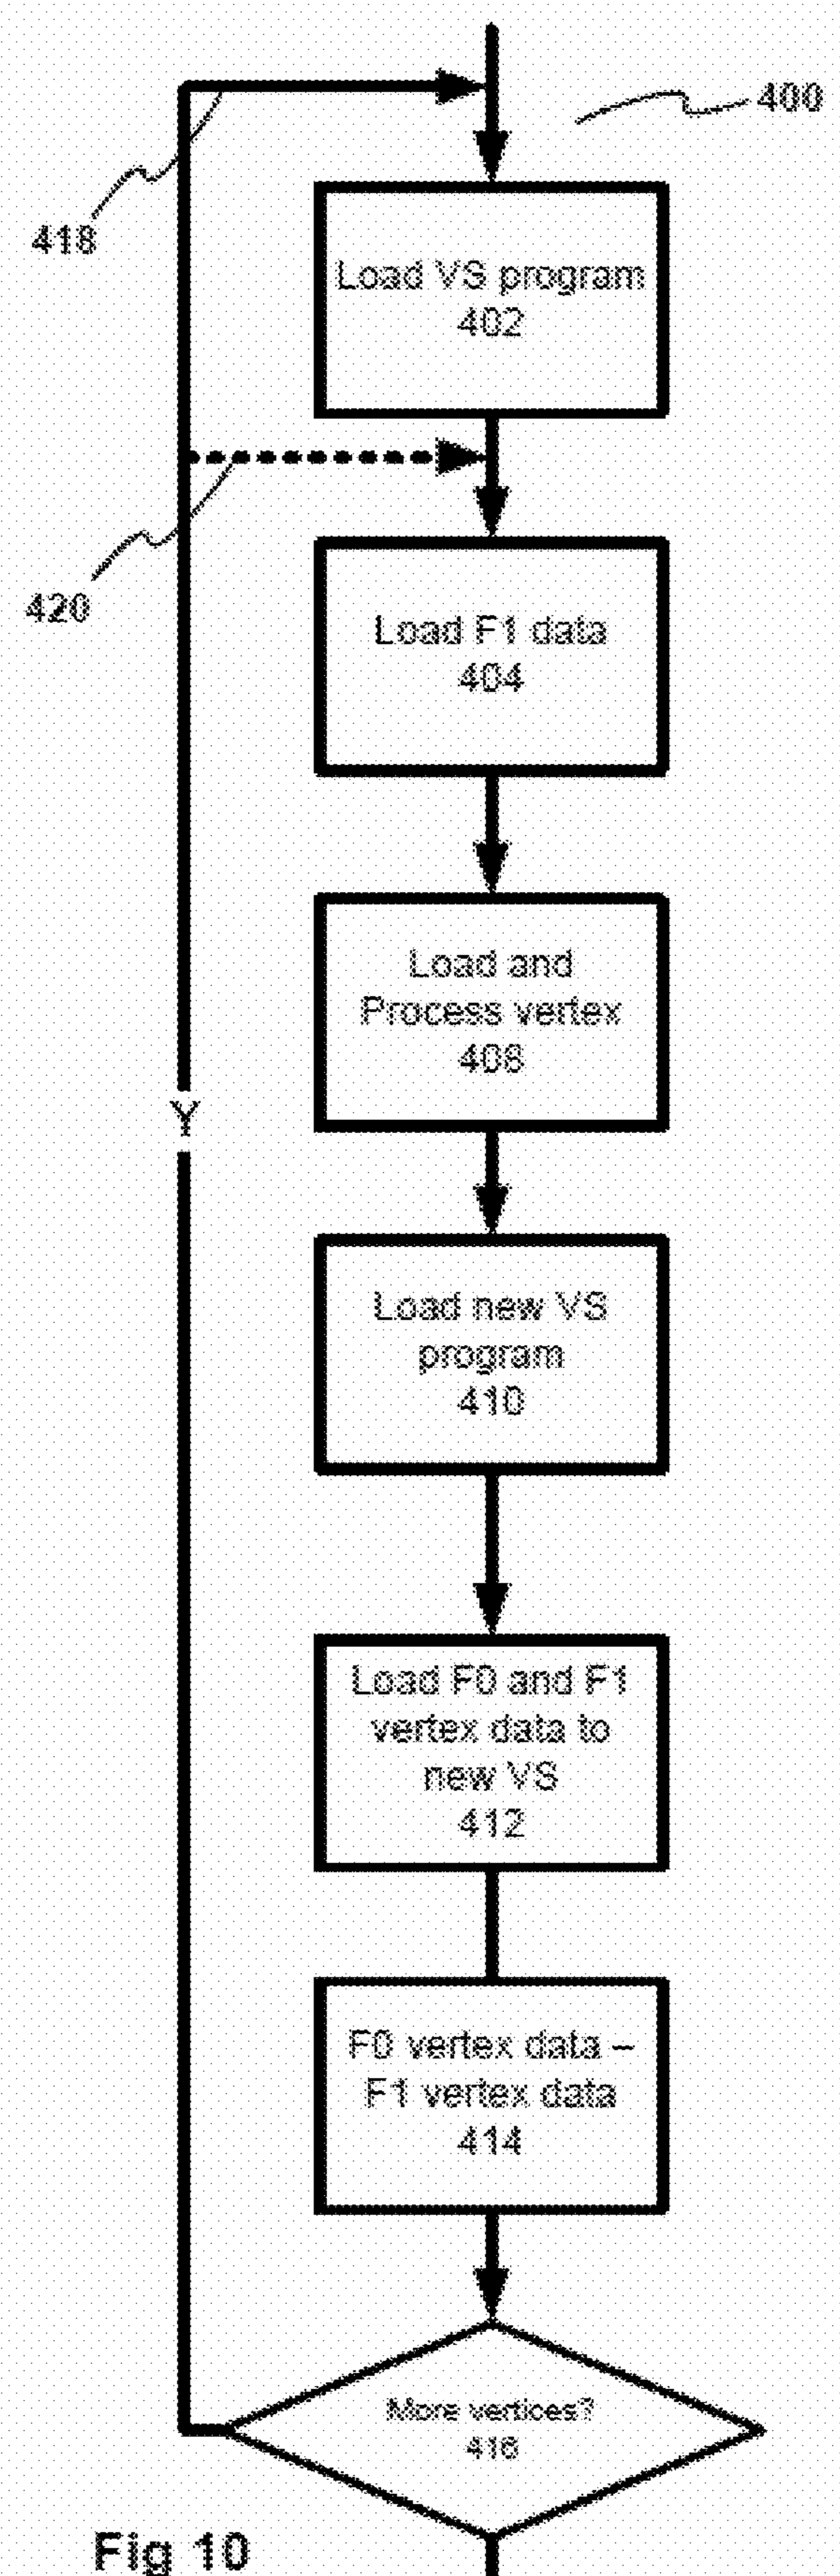 400
418
Load VS program
402
420
Load F1 data
404
Load and
Process vertex
408
Y
Load new VS
program
410
Load F0 and F1
vertex data to
new VS
412
F0 vertex data –
F1 vertex data
414
More vertices?
416
Fig 10